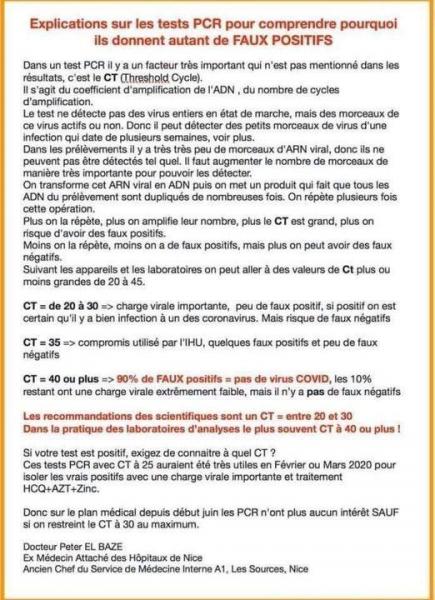 Explications sur les tests PCR pour comprendre pourquoi
ils donnent autant de FAUX POSITIFS
Dans un test PCR il y a un facteur très important qui n'est pas mentionné dans les
résultats, c'est le CT (Threshold Cycle).
Il s'agit du coefficient d'amplification de l'ADN , du nombre de cycles
d'amplification.
Le test ne détecte pas des virus entiers en état de marche, mais des morceaux de
ce virus actifs ou non. Donc il peut détecter des petits morceaux de virus d'une
infection qui date de plusieurs semaines, voir plus.
Dans les prélèvements il y a très très peu de morceaux d'ARN viral, donc ils ne
peuvent pas être détectés tel quel. Il faut augmenter le nombre de morceaux de
manière très importante pour pouvoir les détecter.
On transforme cet ARN viral en ADN puis on met un produit qui fait que tous les
ADN du prélèvement sont dupliqués de nombreuses fois. On répète plusieurs fois
cette opération.
Plus on la répète, plus on amplifie leur nombre, plus le CT est grand, plus on
risque d'avoir des faux positifs.
Moins on la répète, moins on a de faux positifs, mais plus on peut avoir des faux
négatifs.
Suivant les appareils et les laboratoires on peut aller à des valeurs de Ct plus ou
moins grandes de 20 à 45.
CT = de 20 à 30 => charge virale importante, peu de faux positif, si positif on est
certain qu'il y a bien infection à un des coronavirus. Mais risque de faux négatifs
CT = 35 => compromis utilisé par l'IHU, quelques faux positifs et peu de faux
négatifs
CT = 40 ou plus => 90% de FAUX positifs = pas de virus COVID, les 10%
restant ont une charge virale extrêmement faible, mais il n'y a pas de faux négatifs
Les recommandations des scientifiques sont un CT = entre 20 et 30
Dans la pratique des laboratoires d'analyses le plus souvent CT à 40 ou plus !
Si votre test est positif, exigez de connaitre à quel CT ?
Ces tests PCR avec CT à 25 auraient été très utiles en Février ou Mars 2020 pour
isoler les vrais positifs avec une charge virale importante et traitement
HCQ+AZT+Zinc.
Donc sur le plan médical depuis début juin les PCR n'ont plus aucun intérêt SAUF
si on restreint le CT à 30 au maximum.
Docteur Peter EL BAZE
Ex Médecin Attaché des Hôpitaux de Nice
Ancien Chef du Service de Médecine Interne A1, Les Sources, Nice